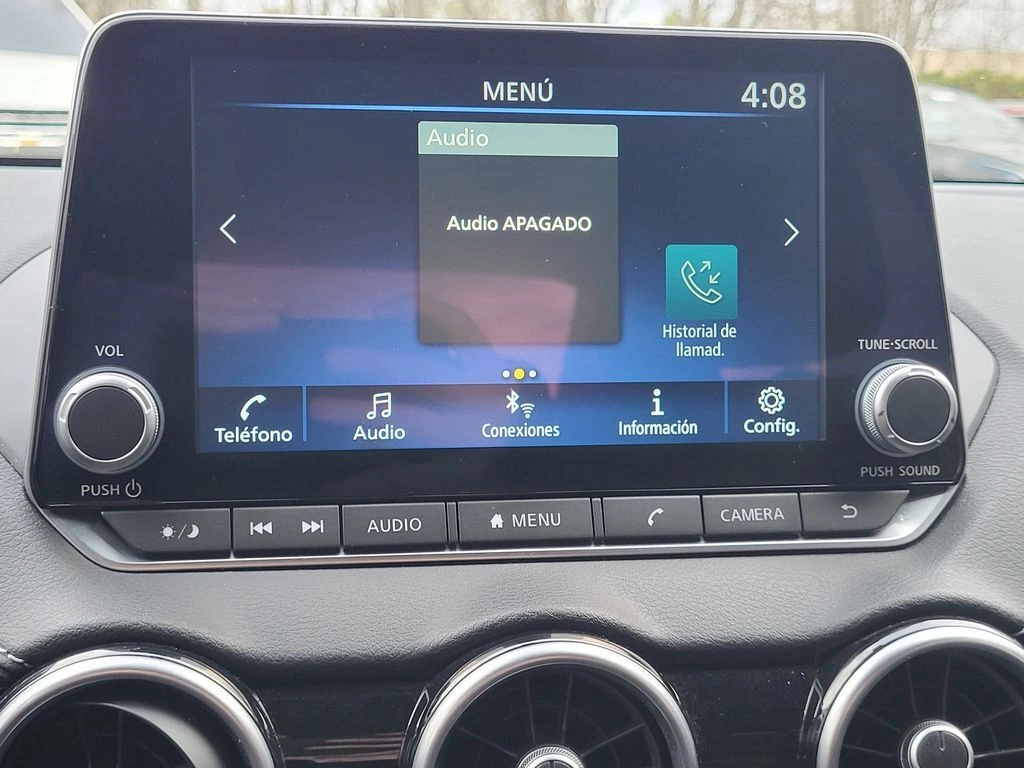 MENÚ
4:08
Audio
Audio APAGADO
Historial de
llamad.
Teléfono
Audio
Conexiones
Información
Config.
VOL
PUSH
TUNE·SCROLL
PUSH SOUND
AUDIO
MENU
CAMERA